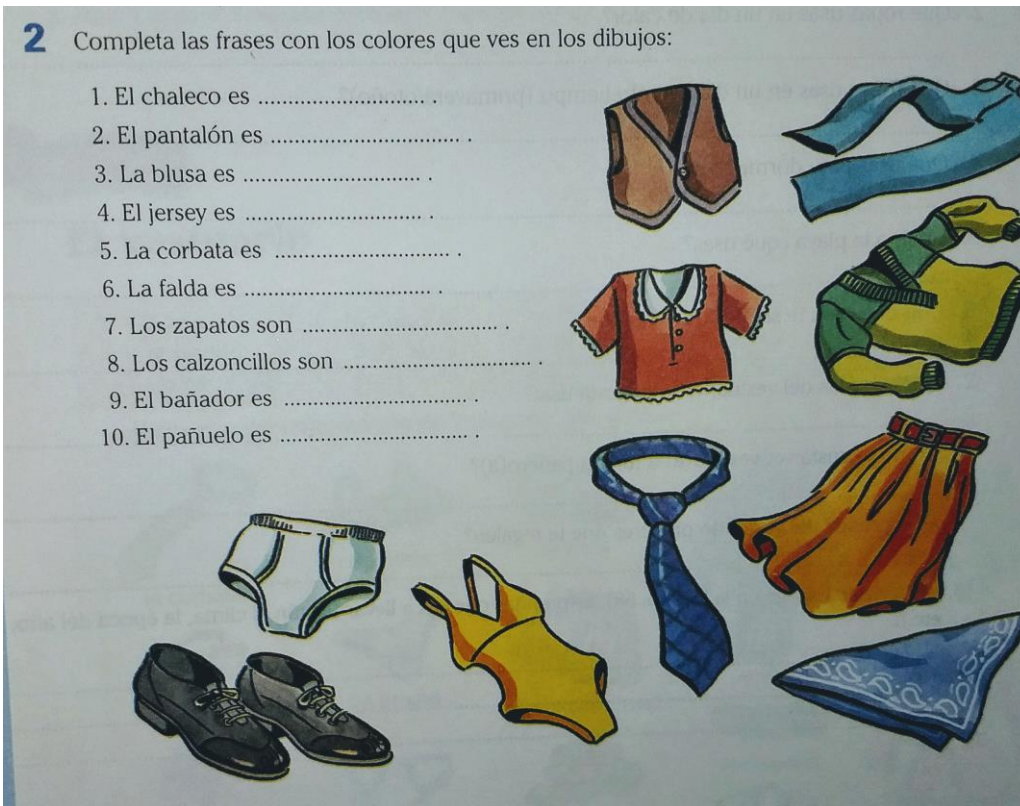 2 Completa las frases con los colores que ves en los dibujos:
1. El chaleco es .................................. .
2. El pantalón es .................................. .
3. La blusa es .................................. .
4. El jersey es .................................. .
5. La corbata es .................................. .
6. La falda es .................................. .
7. Los zapatos son .................................. .
8. Los calzoncillos son .................................. .
9. El bañador es .................................. .
10. El pañuelo es .................................. .